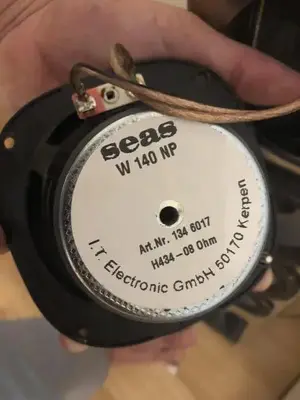 seas
W 140 NP
Art.Nr. 134 6017
H434-08 Ohm
I.T. Electronic GmbH 50170 Kerpen